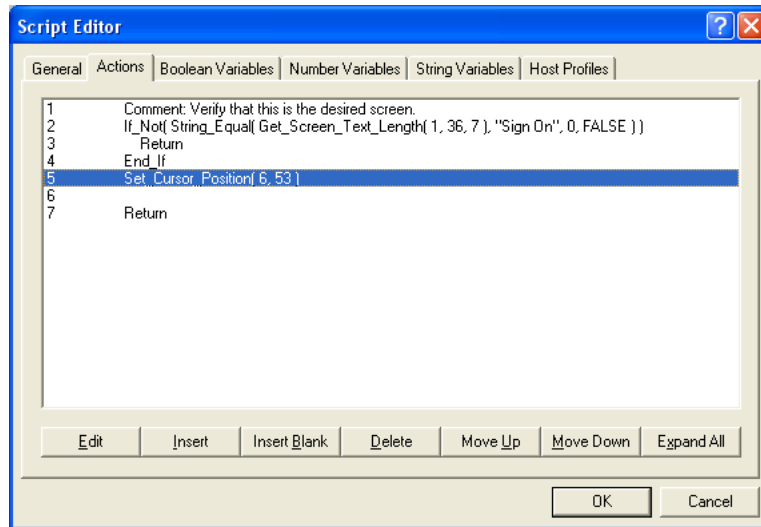 Script Editor
General Actions Boolean Variables Number Variables String Variables Host Profiles
1 Comment: Verify that this is the desired screen.
2 If_Not( String_Equal( Get_Screen_Text_Length( 1, 36, 7 ), "Sign On", 0, FALSE ) )
3 Return
4 End_If
5 Set_Cursor_Position( 6, 53 )
6
7 Return
Edit Insert Insert Blank Delete Move Up Move Down Expand All
OK Cancel